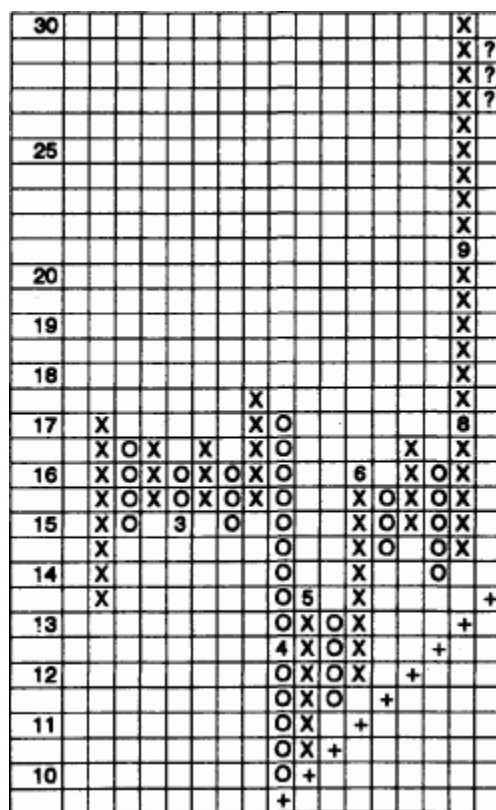 30 X
X ?
X ?
X ?
X
25 X
X
X
X
9
20 X
X
19 X
X
18 X
X X
17 X X O 8
X O X X X O X X
16 X O X O X O X O 6 X O X
X O X O X O X O X O X O X
15 X O 3 O O X O X O X
X O X O O X
14 X O X O
X O 5 X +
13 O X O X +
4 X O X +
12 O X O X +
O X O +
11 O X +
O X +
10 O +
+